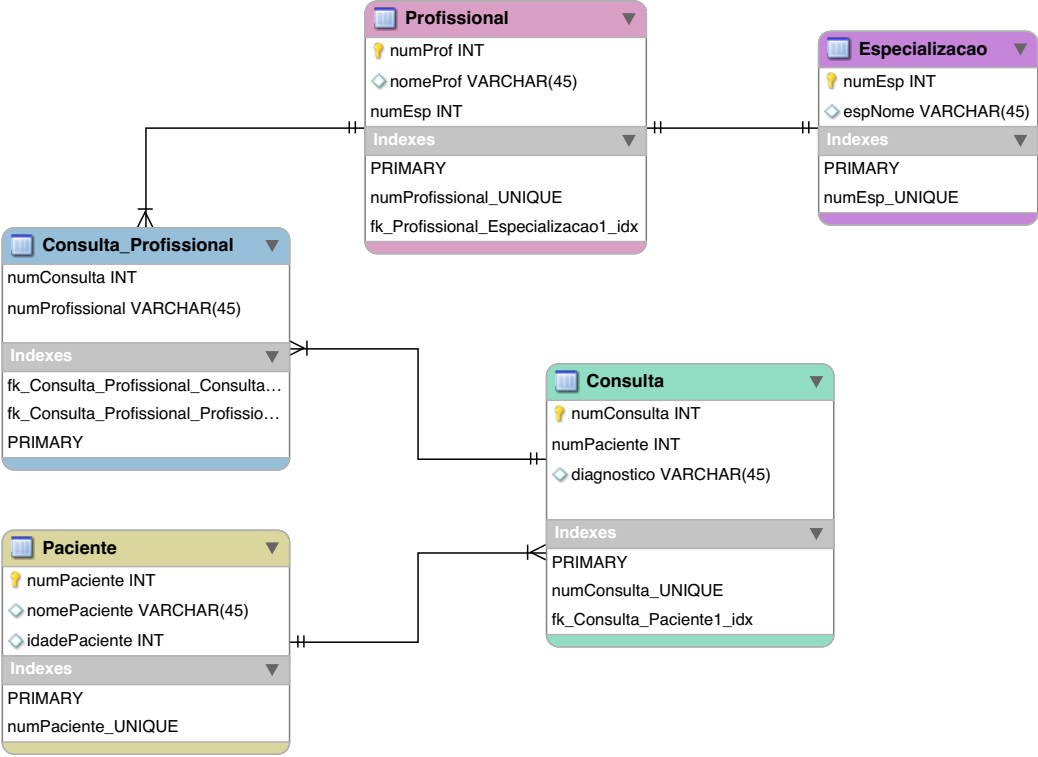 Profissional
numProf INT
nomeProf VARCHAR(45)
numEsp INT
Indexes
PRIMARY
numProfissional_UNIQUE
fk_Profissional_Especializacao1_idx
Especializacao
numEsp INT
espNome VARCHAR(45)
Indexes
PRIMARY
numEsp_UNIQUE
Consulta_Profissional
numConsulta INT
numProfissional VARCHAR(45)
Indexes
fk_Consulta_Profissional_Consulta…
fk_Consulta_Profissional_Profissio…
PRIMARY
Consulta
numConsulta INT
numPaciente INT
diagnostico VARCHAR(45)
Indexes
PRIMARY
numConsulta_UNIQUE
fk_Consulta_Paciente1_idx
Paciente
numPaciente INT
nomePaciente VARCHAR(45)
idadePaciente INT
Indexes
PRIMARY
numPaciente_UNIQUE